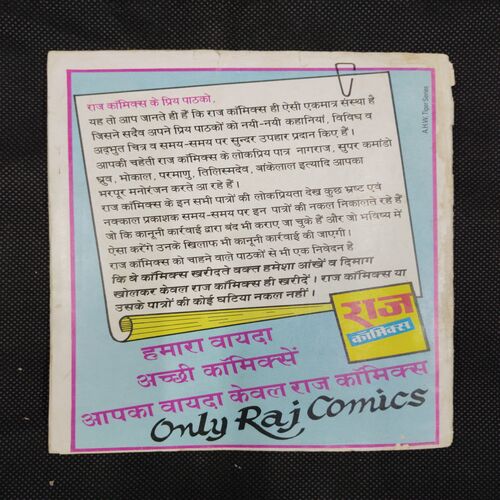 राज कॉमिक्स के प्रिय पाठको,
यह तो आप जानते ही हैं कि राज कॉमिक्स ही ऐसी एकमात्र संस्था है
जिसने सदैव अपने प्रिय पाठकों को नयी-नयी कहानियां, विविध व
अद्भुत चित्र व समय-समय पर सुन्दर उपहार प्रदान किए हैं।
आपकी चहेती राज कॉमिक्स के लोकप्रिय पात्र नागराज, सुपर कमांडो
ध्रुव, भोकाल, परमाणु, तिलिस्मदेव, बांकेलाल इत्यादि आपका
भरपूर मनोरंजन करते आ रहे हैं।
राज कॉमिक्स के इन सभी पात्रों की लोकप्रियता देख कुछ भ्रष्ट एवं
नक्काल प्रकाशक समय-समय पर इन पात्रों की नकल निकालते रहे हैं
जो कि कानूनी कार्रवाई द्वारा बंद भी कराए जा चुके हैं और जो भविष्य में
ऐसा करेंगे उनके खिलाफ भी कानूनी कार्रवाई की जाएगी।
राज कॉमिक्स को चाहने वाले पाठकों से भी एक निवेदन है
कि वे कॉमिक्स खरीदते वक्त हमेशा आंखें व दिमाग
खोलकर केवल राज कॉमिक्स ही खरीदें। राज कॉमिक्स या
उसके पात्रों की कोई घटिया नकल नहीं।
A.H.W. Tiger Series
राज
कॉमिक्स
हमारा वायदा
अच्छी कॉमिक्सें
आपका वायदा केवल राज कॉमिक्स
Only Raj Comics